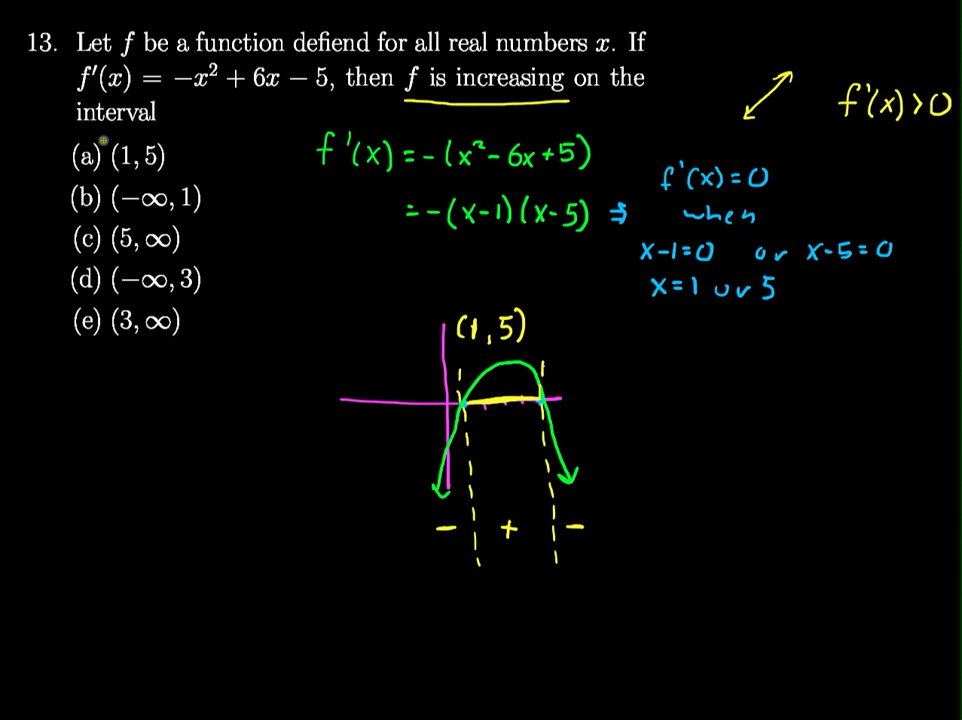 13. Let f be a function defiend for all real numbers x. If
f'(x) = −x² + 6x − 5, then f is increasing on the
interval
f'(x) > 0
(a) (1, 5)
(b) (−∞, 1)
(c) (5, ∞)
(d) (−∞, 3)
(e) (3, ∞)
f'(x) = -(x² - 6x + 5)
= -(x-1)(x-5) ⇒
f'(x) = 0
when
x-1=0 or x-5=0
x=1 or 5
(1, 5)
- + -